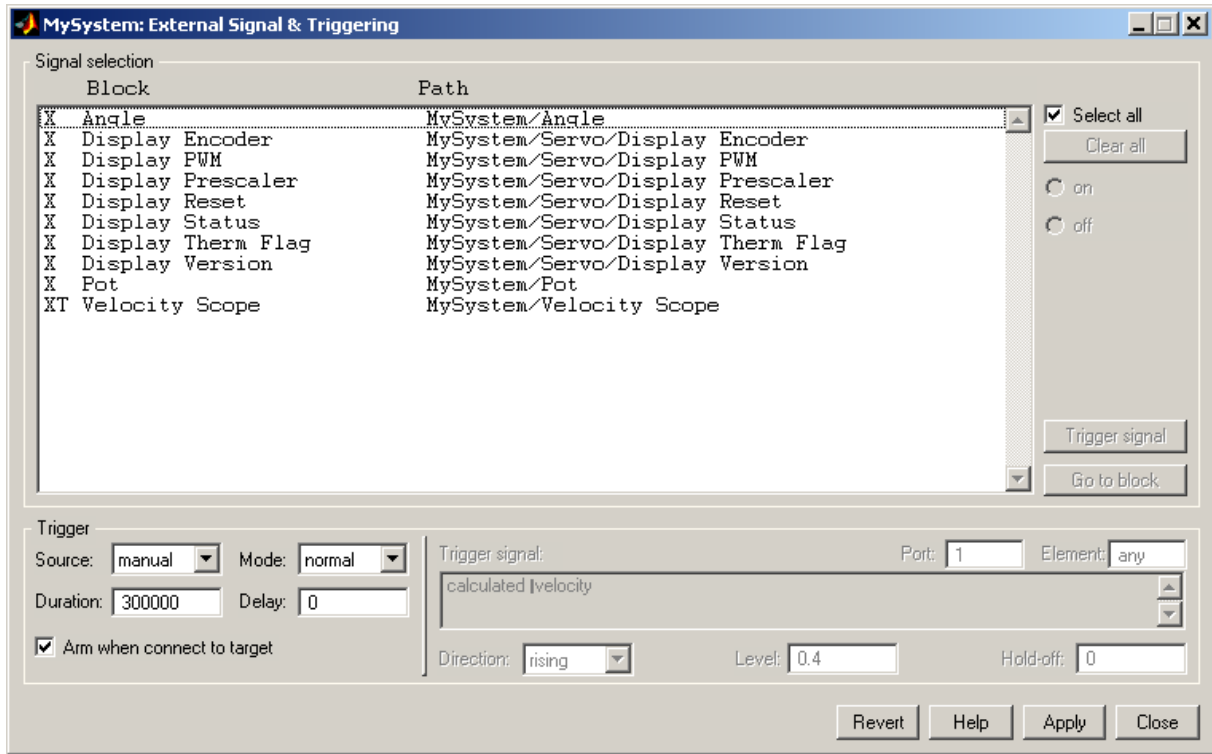 MySystem: External Signal & Triggering
Signal selection
Block Path
X Angle MySystem/Angle
X Display Encoder MySystem/Servo/Display Encoder
X Display PWM MySystem/Servo/Display PWM
X Display Prescaler MySystem/Servo/Display Prescaler
X Display Reset MySystem/Servo/Display Reset
X Display Status MySystem/Servo/Display Status
X Display Therm Flag MySystem/Servo/Display Therm Flag
X Display Version MySystem/Servo/Display Version
X Pot MySystem/Pot
XT Velocity Scope MySystem/Velocity Scope
Select all
Clear all
on
off
Trigger signal
Go to block
Trigger
Source: manual Mode: normal
Duration: 300000 Delay: 0
Arm when connect to target
Trigger signal: Port: 1 Element: any
calculated |velocity
Direction: rising Level: 0.4 Hold-off: 0
Revert Help Apply Close